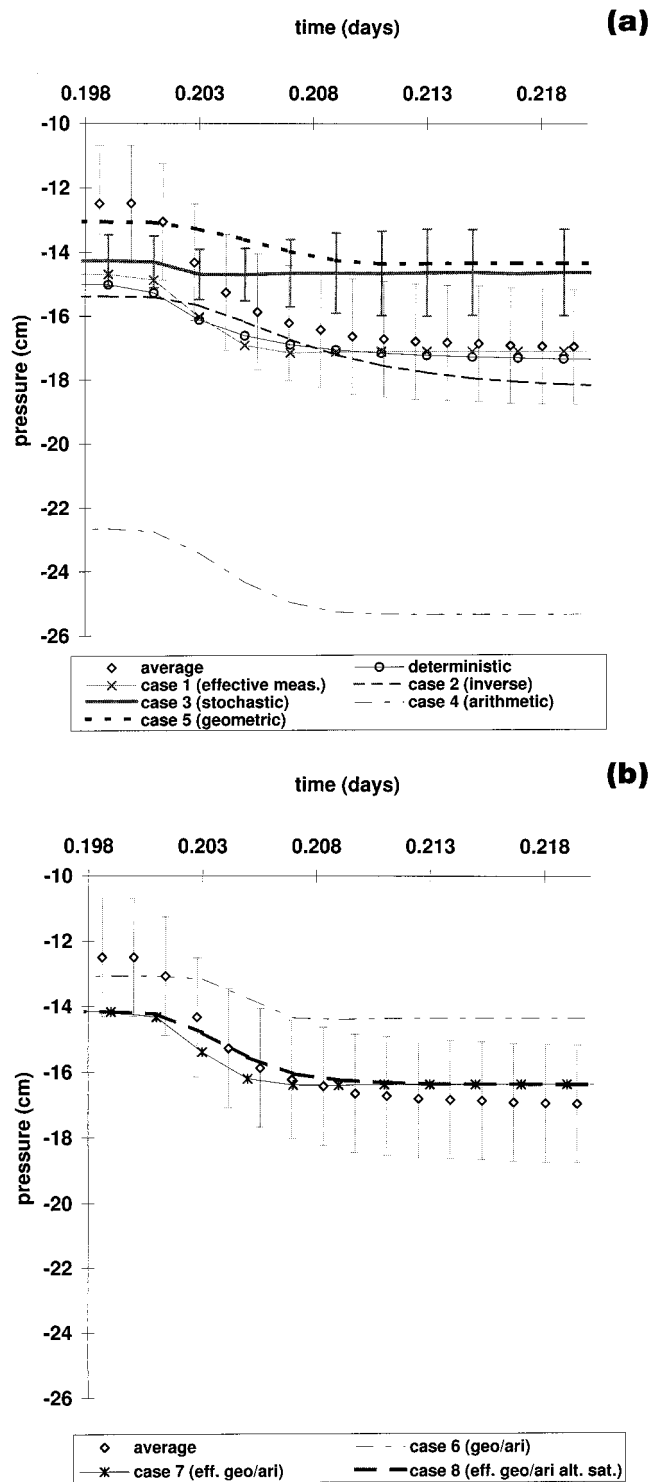 (a)
time (days)
0.198 0.203 0.208 0.213 0.218
-10
-12
-14
-16
-18
-20
-22
-24
-26
pressure (cm)
average
deterministic
case 1 (effective meas.)
case 2 (inverse)
case 3 (stochastic)
case 4 (arithmetic)
case 5 (geometric)
(b)
time (days)
0.198 0.203 0.208 0.213 0.218
-10
-12
-14
-16
-18
-20
-22
-24
-26
pressure (cm)
average
case 6 (geo/ari)
case 7 (eff. geo/ari)
case 8 (eff. geo/ari alt. sat.)